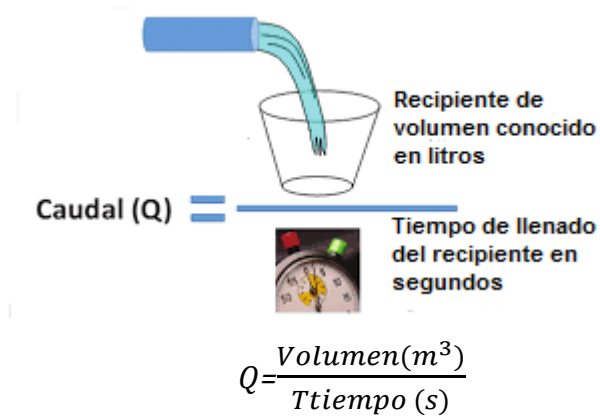 Recipiente de
volumen conocido
en litros
Caudal (Q) =
Tiempo de llenado
del recipiente en
segundos
Q=Volumen(m³)
Ttiempo (s)